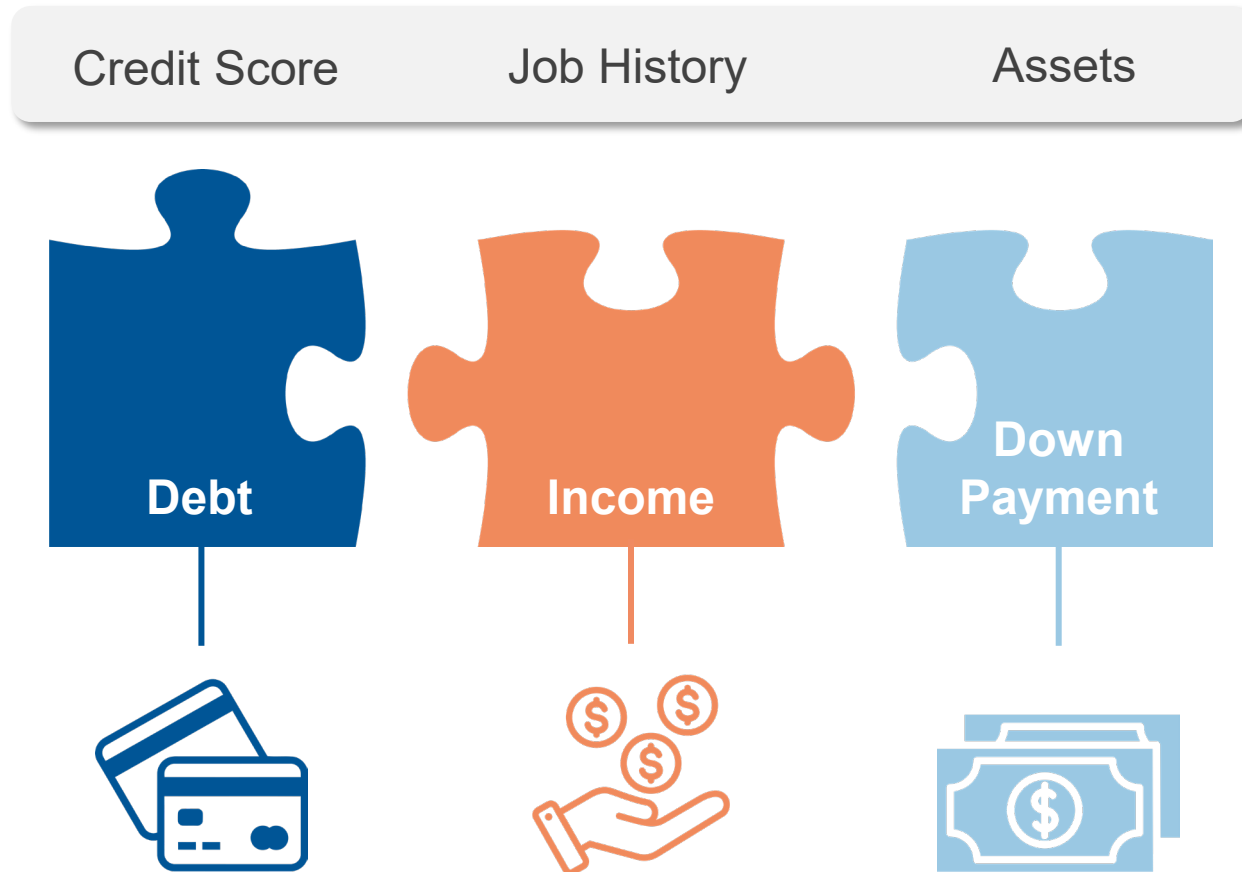 Credit Score
Job History
Assets
Debt
Income
Down
Payment
$
$
$
$